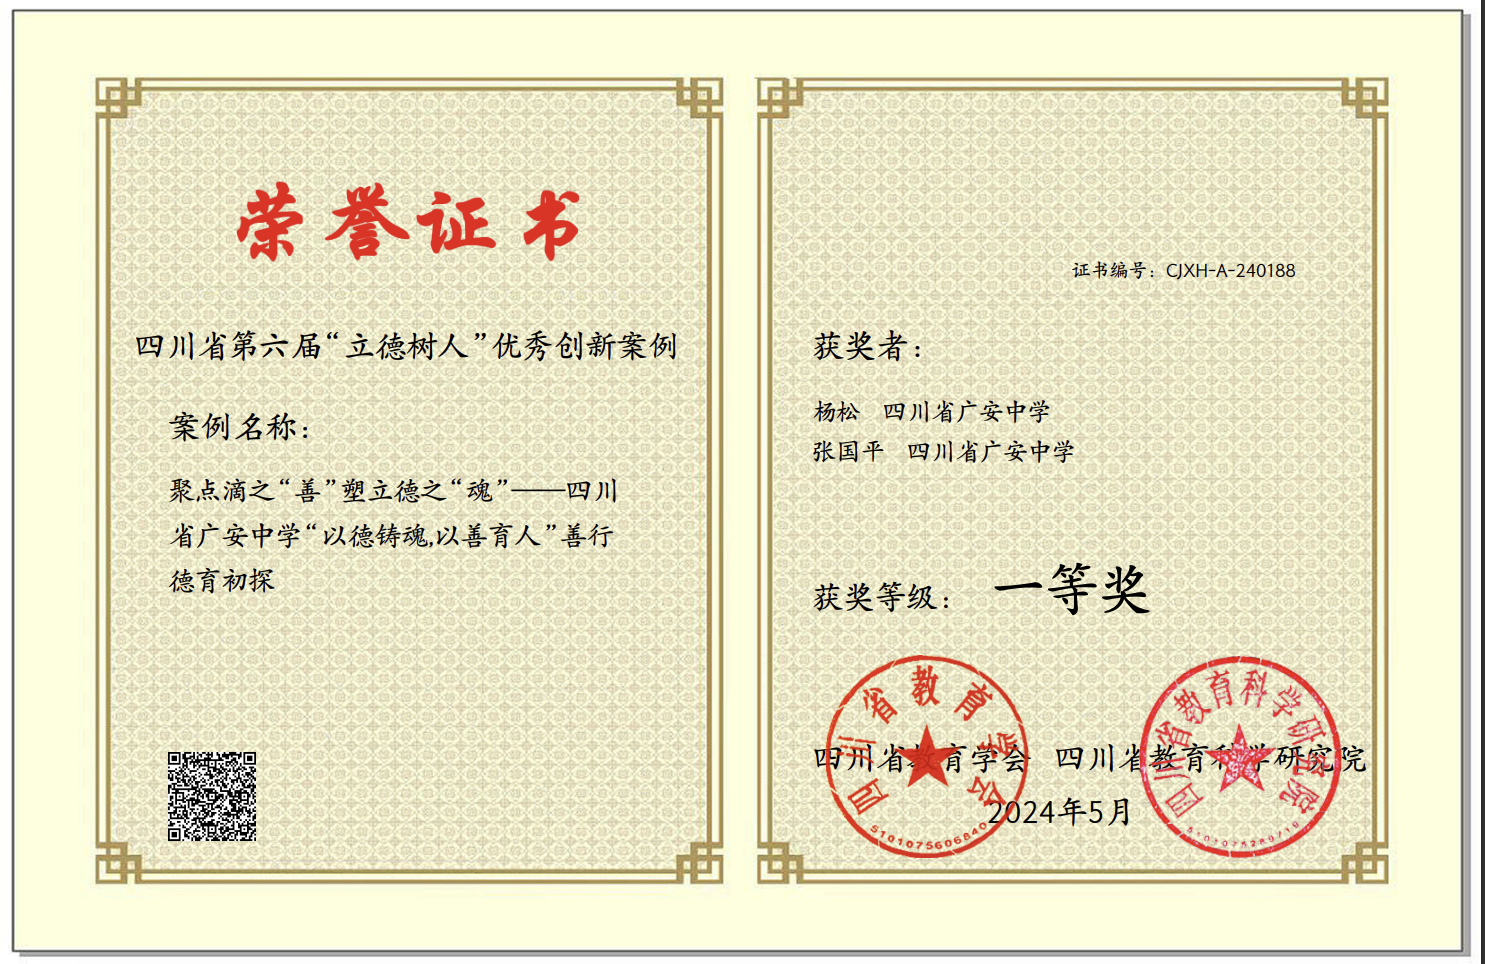 荣誉证书
四川省第六届“立德树人”优秀创新案例
案例名称：
聚点滴之“善”塑立德之“魂”——四川
省广安中学“以德铸魂,以善育人”善行
德育初探
证书编号：CJXH-A-240188
获奖者：
杨松 四川省广安中学
张国平 四川省广安中学
获奖等级： 一等奖
四川省教育学会 四川省教育科学研究院
2024年5月
四川省教育学会
5101075606840
四川省教育科学研究院